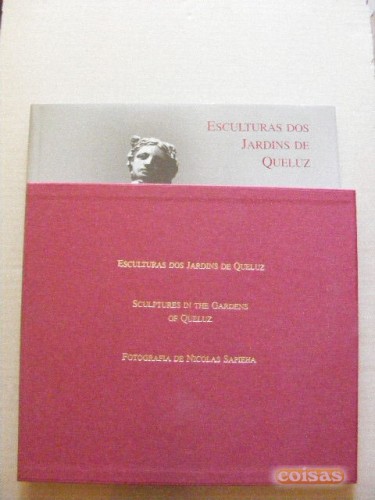 ESCULTURAS DOS
JARDINS DE
QUELUZ
ESCULTURAS DOS JARDINS DE QUELUZ
SCULPTURES IN THE GARDENS
OF QUELUZ
FOTOGRAFIA DE NICOLAS SAPIEHA
coisas